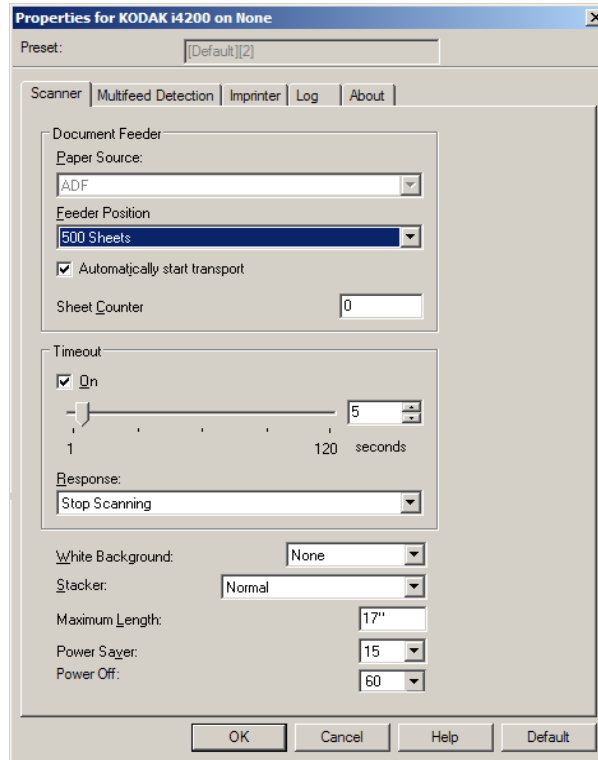 Properties for KODAK i4200 on None
Preset: [Default][2]
Scanner Multifeed Detection Imprinter Log About
Document Feeder
Paper Source:
ADF
Feeder Position
500 Sheets
Automatically start transport
Sheet Counter 0
Timeout
On
5
1 120 seconds
Response:
Stop Scanning
White Background: None
Stacker: Normal
Maximum Length: 17"
Power Saver: 15
Power Off: 60
OK Cancel Help Default